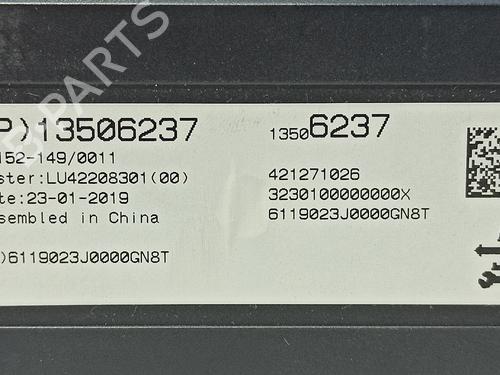 P)13506237
152-149/0011
ster:LU42208301(00)
te:23-01-2019
sembled in China
)6119023J0000GN8T
13506237
421271026
3230100000000X
6119023J0000GN8T
B-PARTS